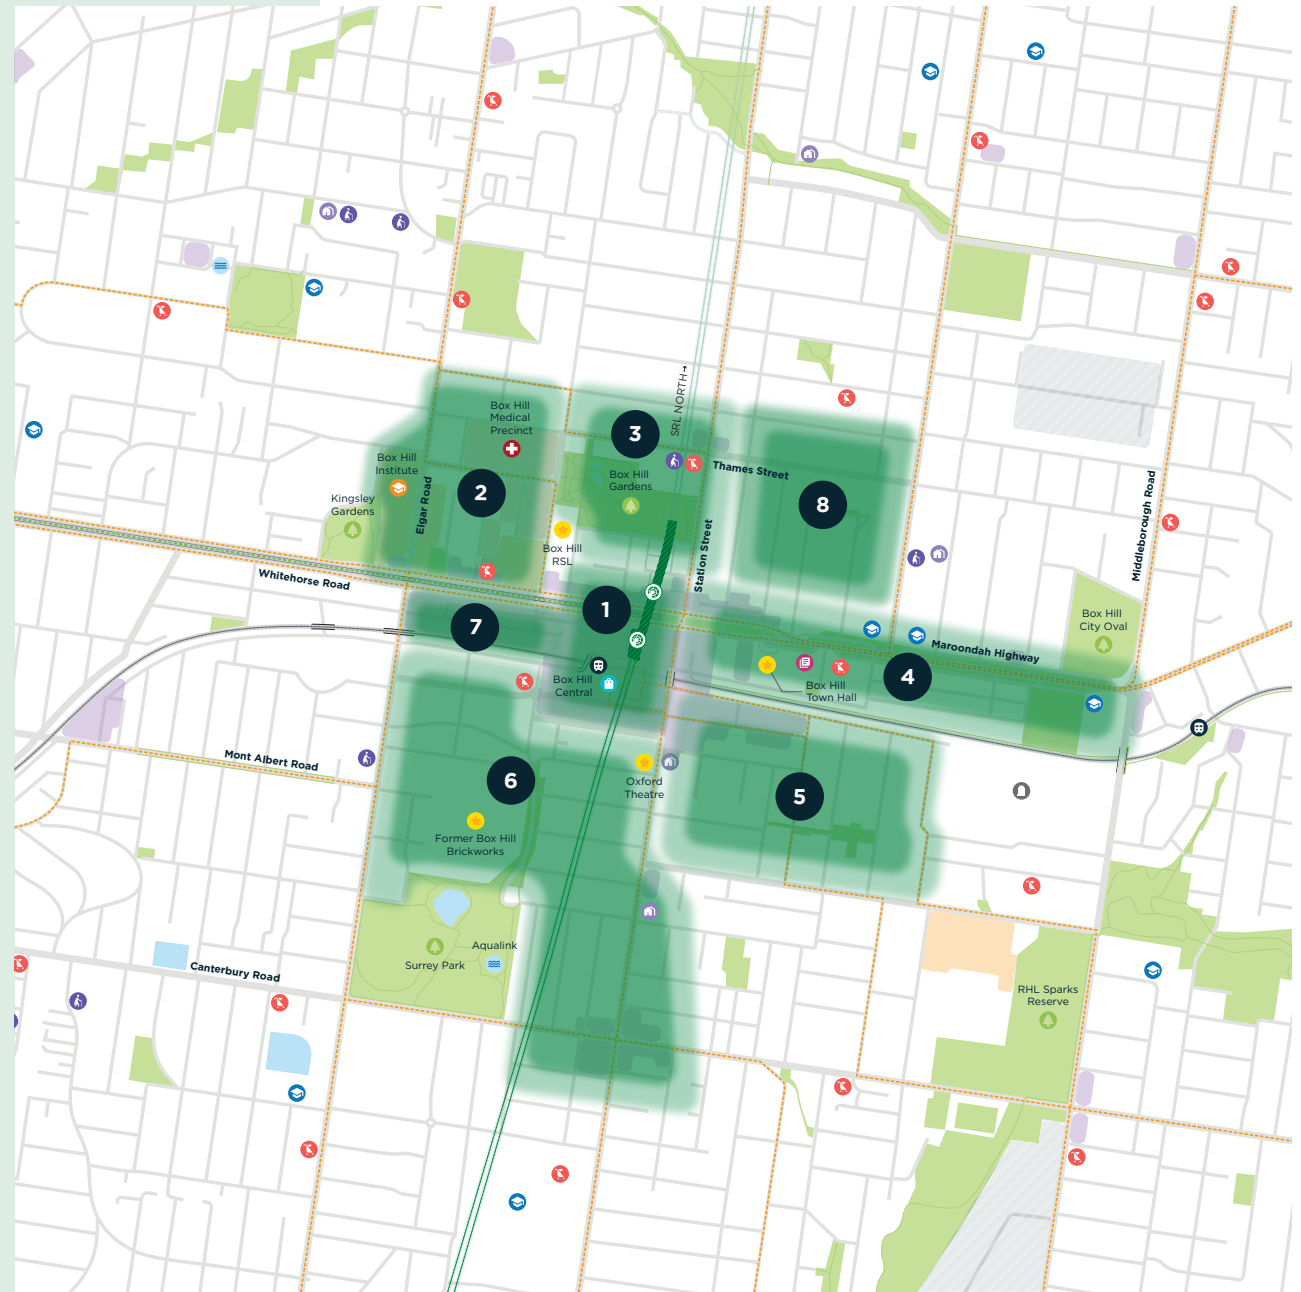 SRL NORTH→
Box Hill
Medical
Precinct
3
Box Hill
Institute
Thames Street
Box Hill
Gardens
Elgar Road
2
8
Kingsley
Gardens
Middleborough Road
Box Hill
RSL
Station Street
Whitehorse Road
1
7
Box Hill
City Oval
Maroondah Highway
4
Box Hill
Central
Box Hill
Town Hall
Mont Albert Road
6
Oxford
Theatre
5
Former Box Hill
Brickworks
Aqualink
Surrey Park
Canterbury Road
RHL Sparks
Reserve